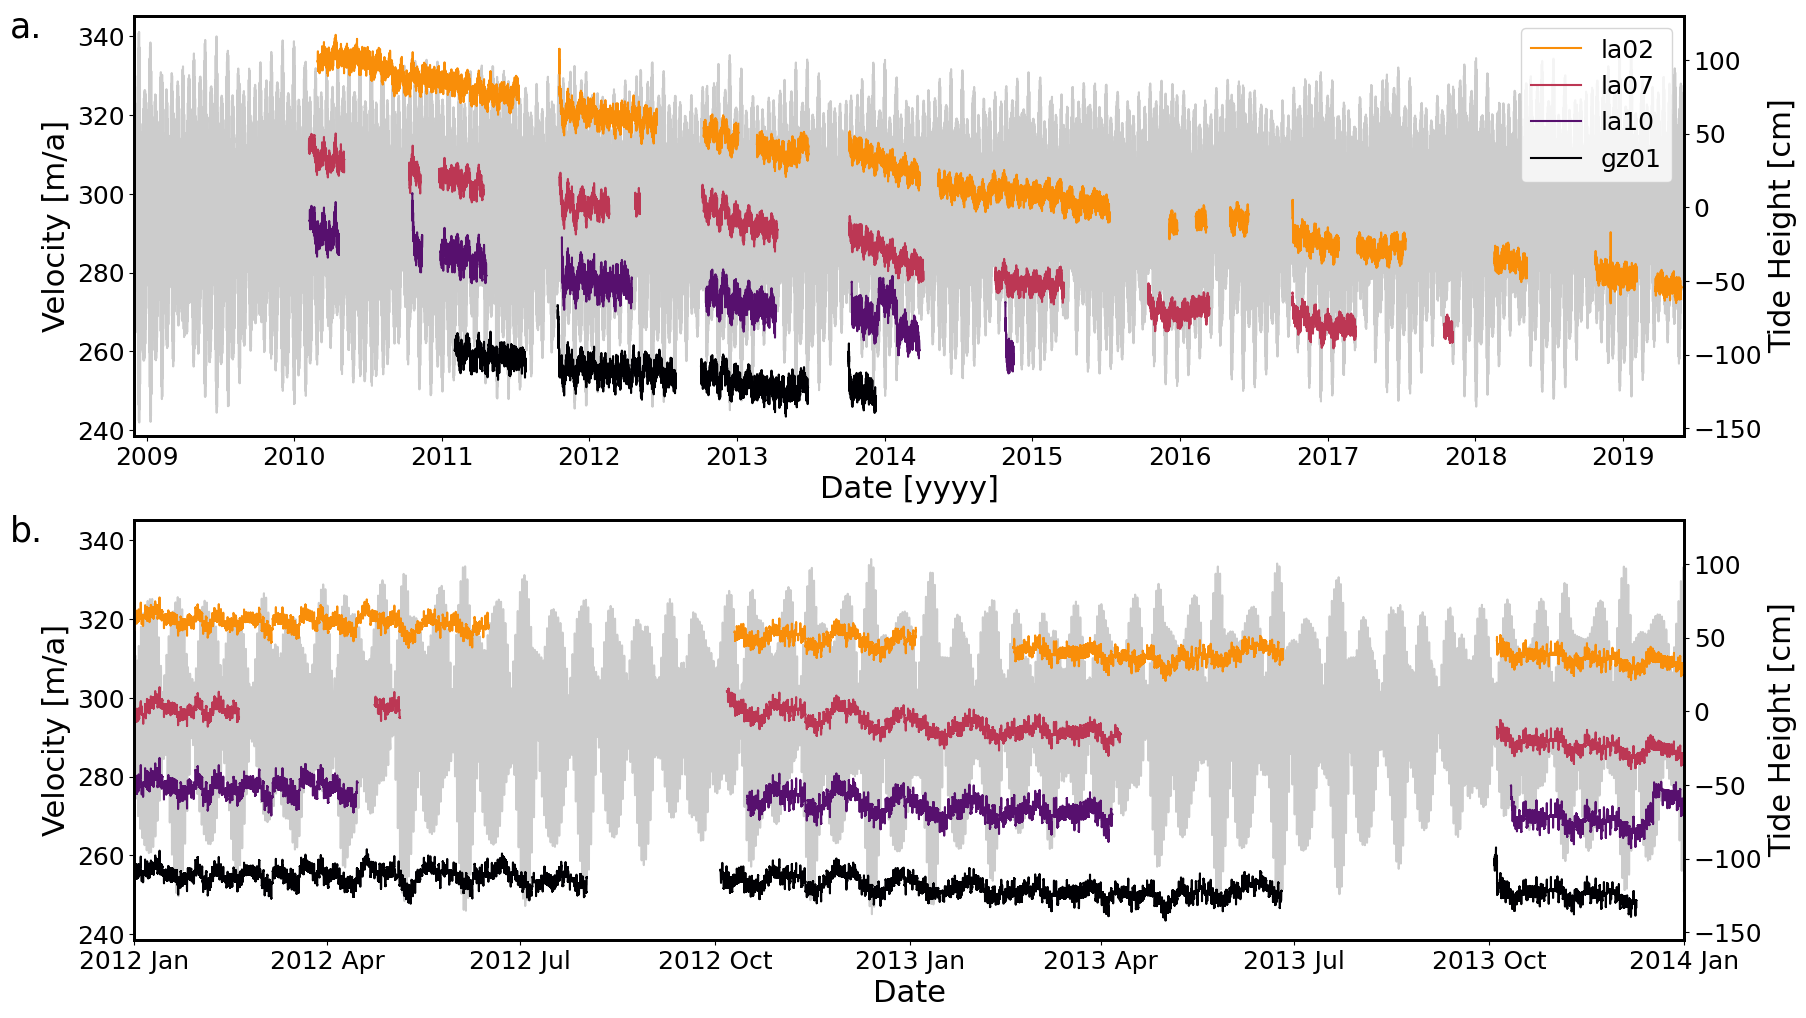 a.
340
320
300
280
260
240
Velocity [m/a]
100
50
0
−50
−100
−150
Tide Height [cm]
la02
la07
la10
gz01
2009 2010 2011 2012 2013 2014 2015 2016 2017 2018 2019
Date [yyyy]
b.
340
320
300
280
260
240
Velocity [m/a]
100
50
0
−50
−100
−150
Tide Height [cm]
2012 Jan 2012 Apr 2012 Jul 2012 Oct 2013 Jan 2013 Apr 2013 Jul 2013 Oct 2014 Jan
Date